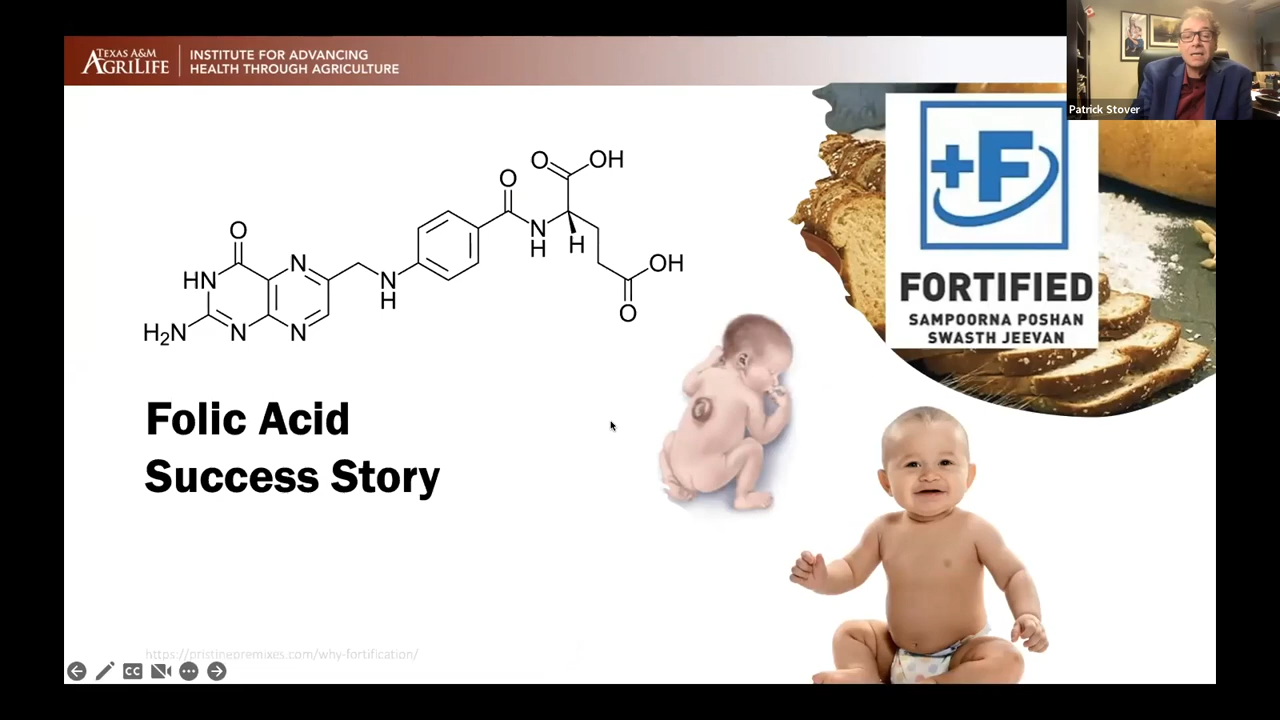 TEXAS A&M
AGRILIFE
INSTITUTE FOR ADVANCING
HEALTH THROUGH AGRICULTURE
Patrick Stover
+F
FORTIFIED
SAMPOORNA POSHAN
SWASTH JEEVAN
O
OH
O
N
H
H
OH
O
O
HN
N
N
H
H₂N
N
N
Folic Acid
Success Story
https://pristinepremixes.com/why-fortification/
CC